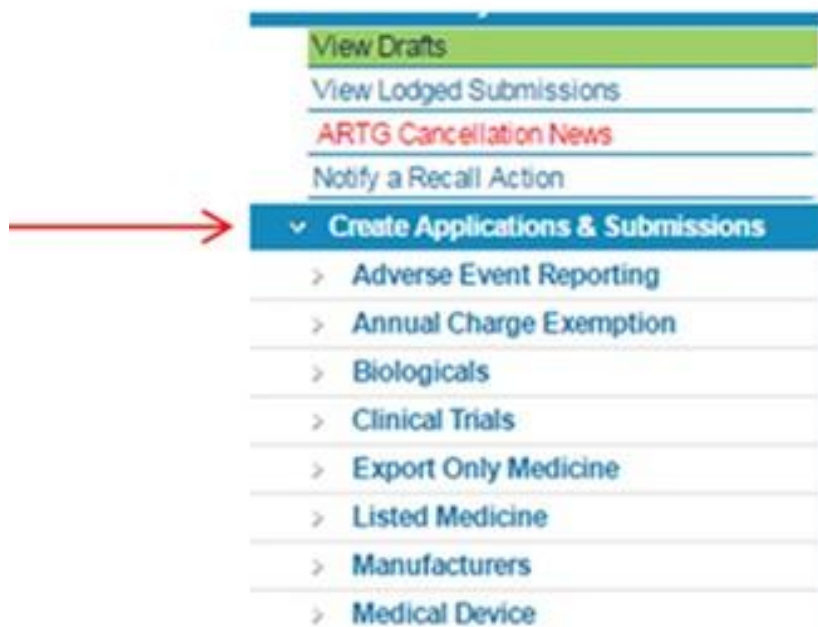 View Drafts
View Lodged Submissions
ARTG Cancellation News
Notify a Recall Action
Create Applications & Submissions
Adverse Event Reporting
Annual Charge Exemption
Biologicals
Clinical Trials
Export Only Medicine
Listed Medicine
Manufacturers
Medical Device